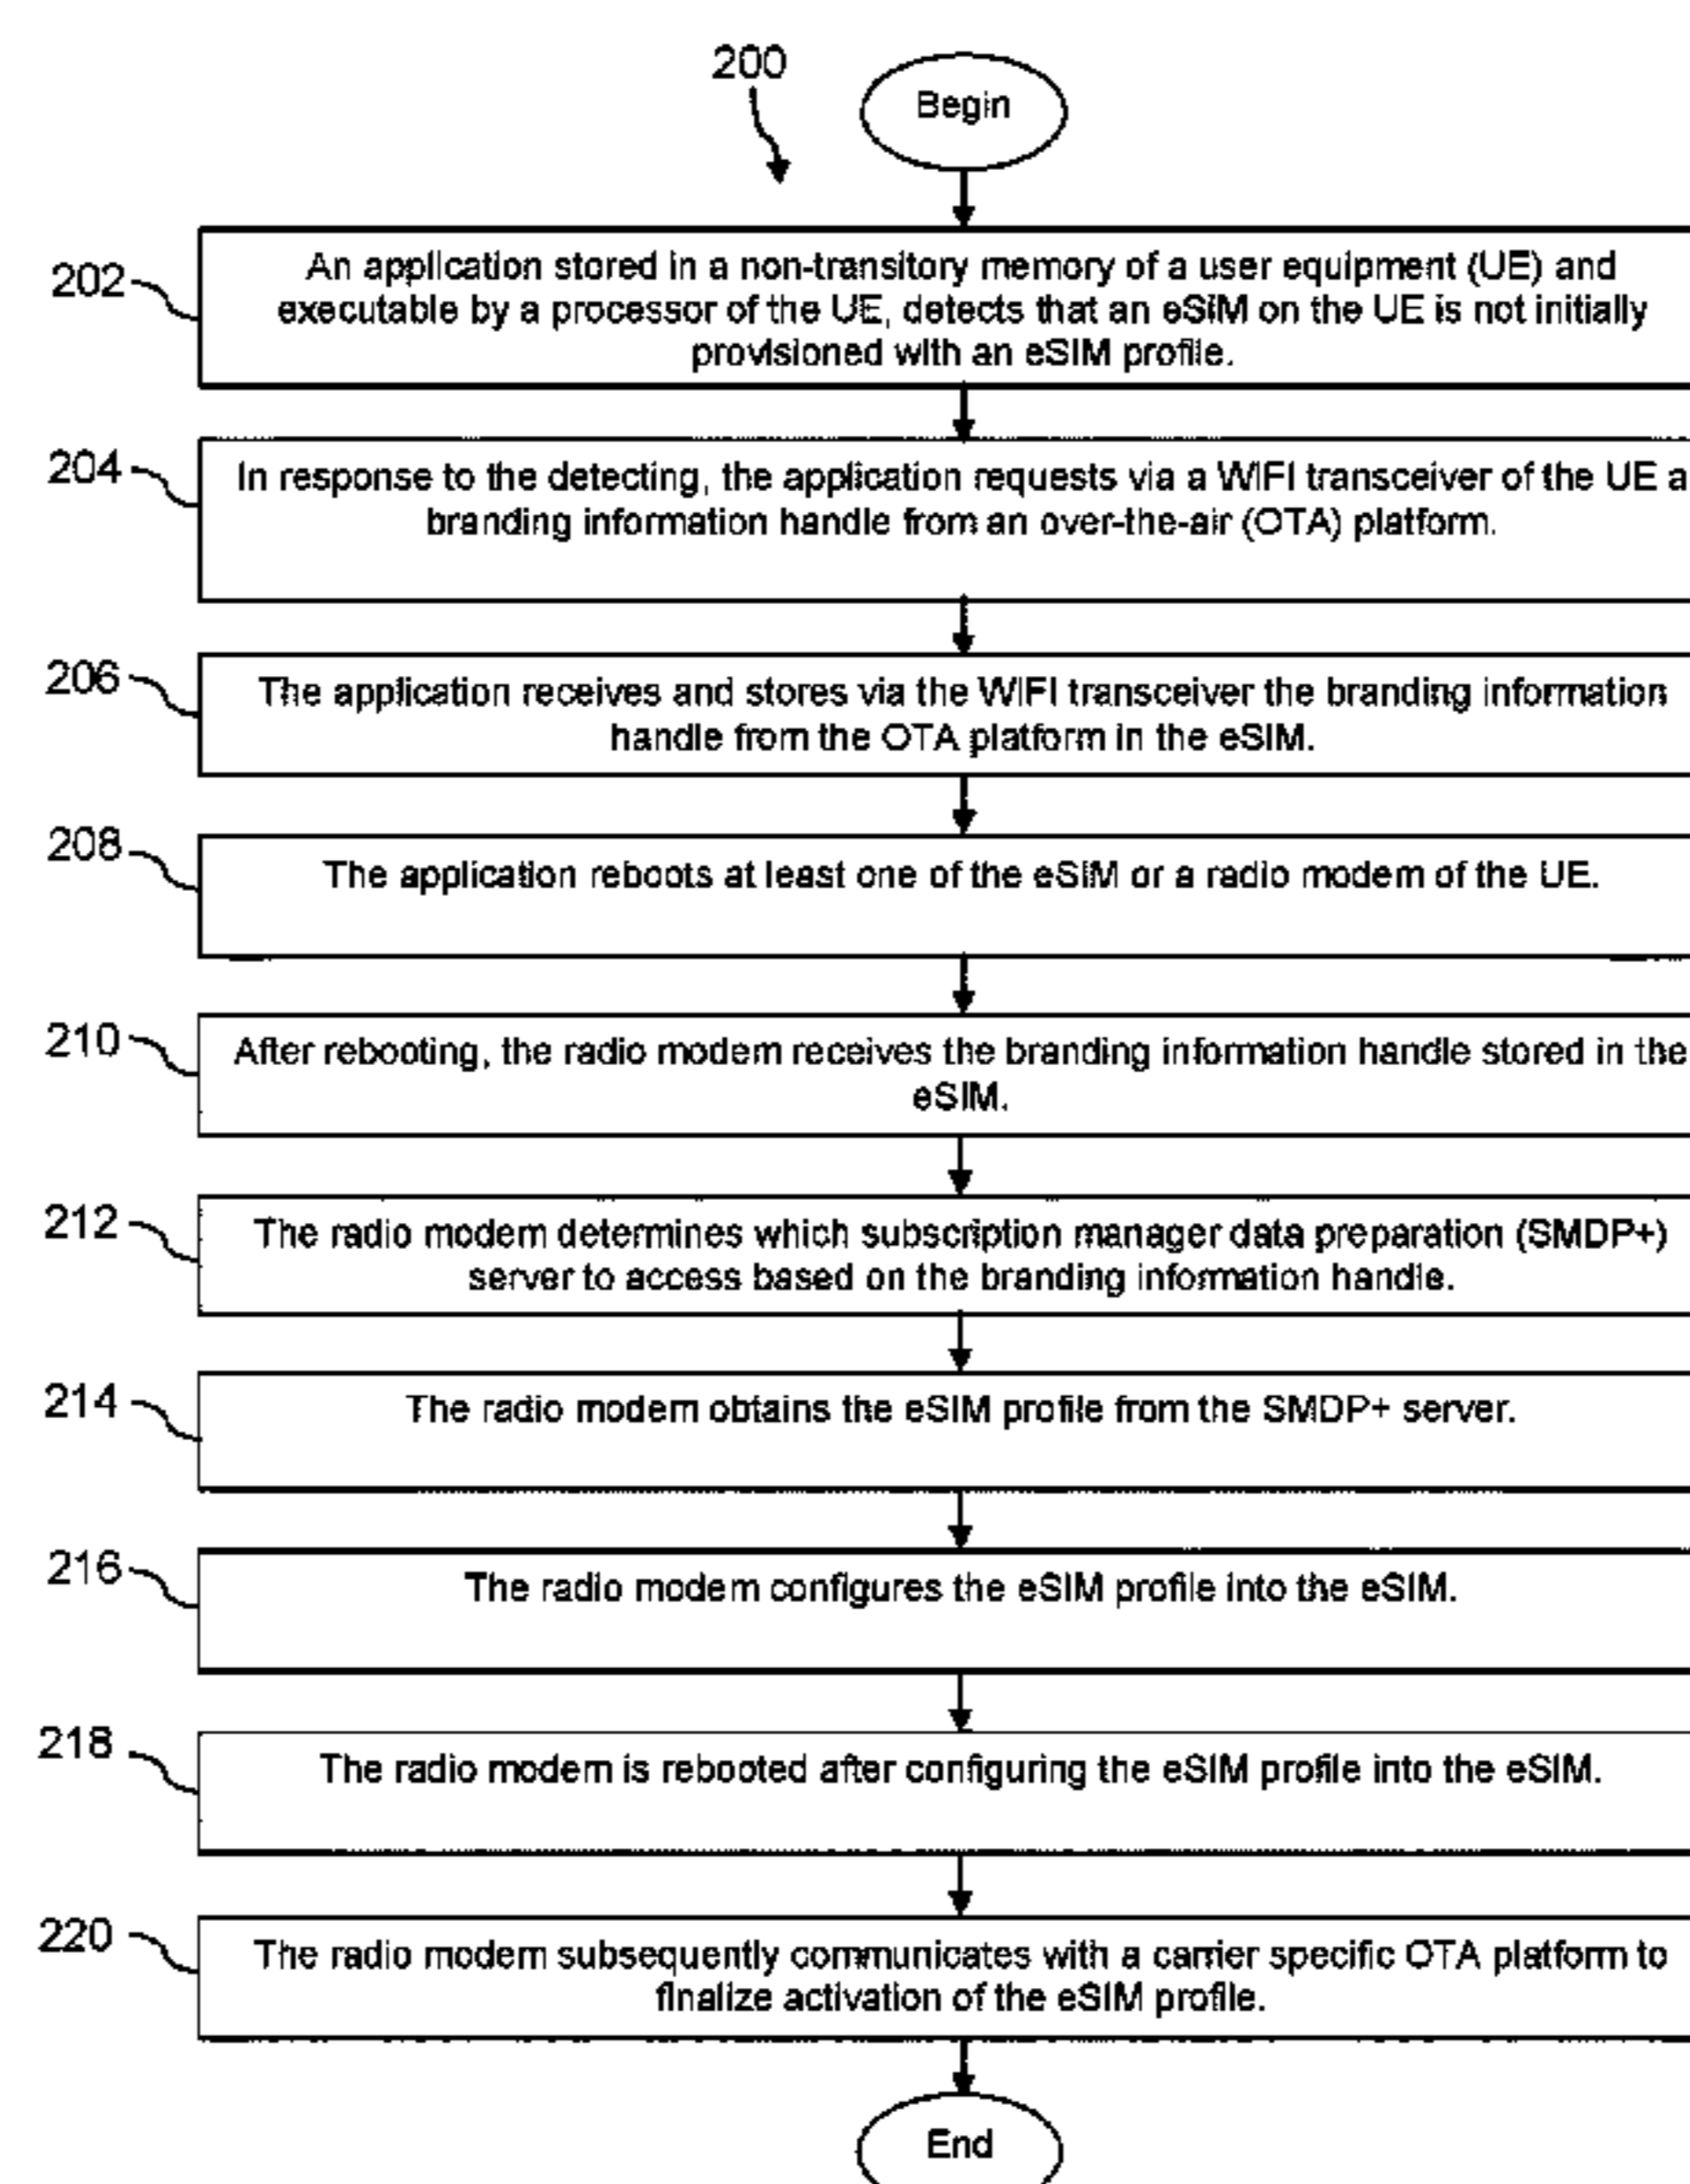 200
Begin
202
An application stored in a non-transitory memory of a user equipment (UE) and
executable by a processor of the UE, detects that an eSIM on the UE is not initially
provisioned with an eSIM profile.
204
In response to the detecting, the application requests via a WIFI transceiver of the UE a
branding information handle from an over-the-air (OTA) platform.
206
The application receives and stores via the WIFI transceiver the branding information
handle from the OTA platform in the eSIM.
208
The application reboots at least one of the eSIM or a radio modem of the UE.
210
After rebooting, the radio modem receives the branding information handle stored in the
eSIM.
212
The radio modem determines which subscription manager data preparation (SMDP+)
server to access based on the branding information handle.
214
The radio modem obtains the eSIM profile from the SMDP+ server.
216
The radio modem configures the eSIM profile into the eSIM.
218
The radio modem is rebooted after configuring the eSIM profile into the eSIM.
220
The radio modem subsequently communicates with a carrier specific OTA platform to
finalize activation of the eSIM profile.
End